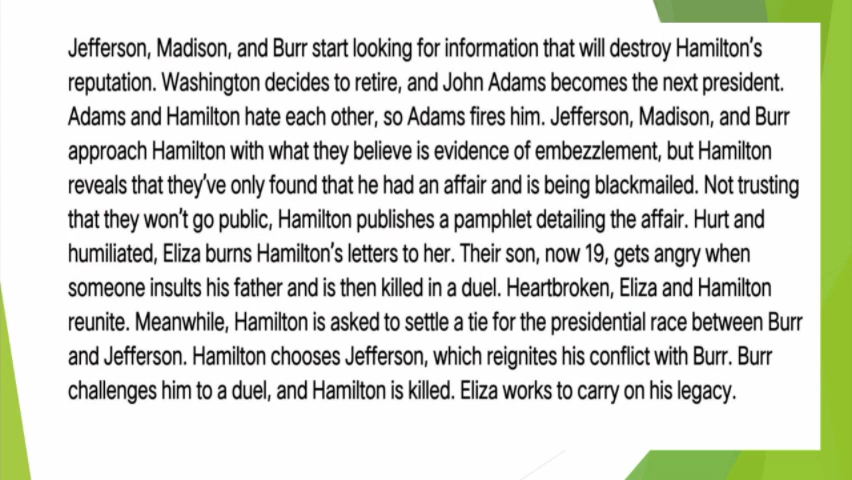 Jefferson, Madison, and Burr start looking for information that will destroy Hamilton's
reputation. Washington decides to retire, and John Adams becomes the next president.
Adams and Hamilton hate each other, so Adams fires him. Jefferson, Madison, and Burr
approach Hamilton with what they believe is evidence of embezzlement, but Hamilton
reveals that they've only found that he had an affair and is being blackmailed. Not trusting
that they won't go public, Hamilton publishes a pamphlet detailing the affair. Hurt and
humiliated, Eliza burns Hamilton's letters to her. Their son, now 19, gets angry when
someone insults his father and is then killed in a duel. Heartbroken, Eliza and Hamilton
reunite. Meanwhile, Hamilton is asked to settle a tie for the presidential race between Burr
and Jefferson. Hamilton chooses Jefferson, which reignites his conflict with Burr. Burr
challenges him to a duel, and Hamilton is killed. Eliza works to carry on his legacy.